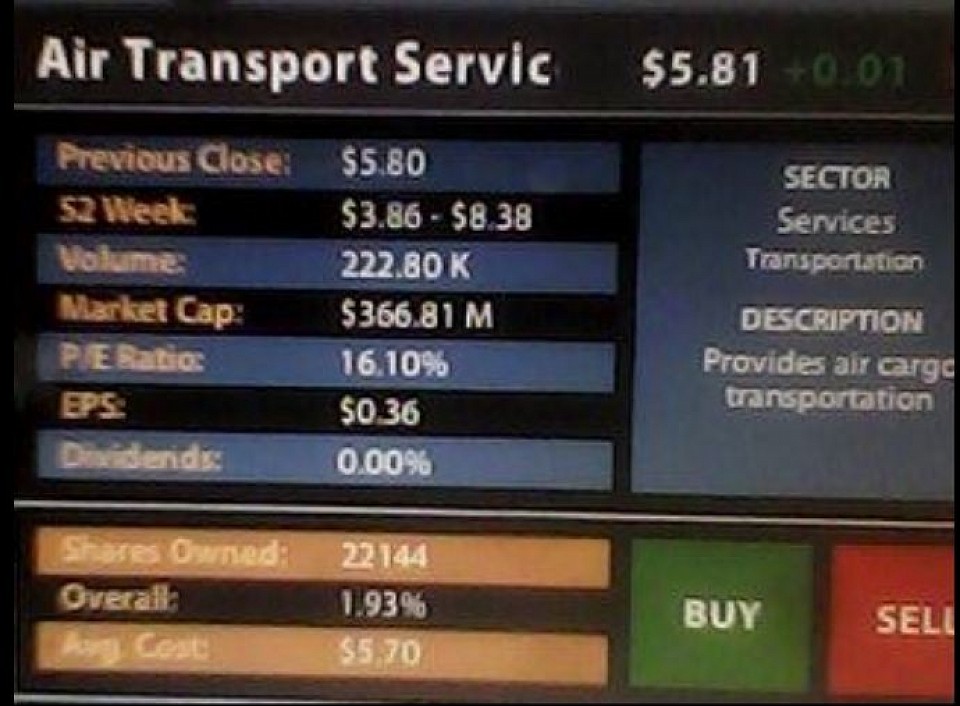 Air Transport Servic $5.81 +0.01
Previous Close: $5.80
52 Week: $3.86 - $8.38
Volume: 222.80 K
Market Cap: $366.81 M
P/E Ratio: 16.10%
EPS: $0.36
Dividends: 0.00%
SECTOR
Services
Transportation
DESCRIPTION
Provides air cargo
transportation
Shares Owned: 22144
Overall: 1.93%
Avg. Cost: $5.70
BUY
SELL